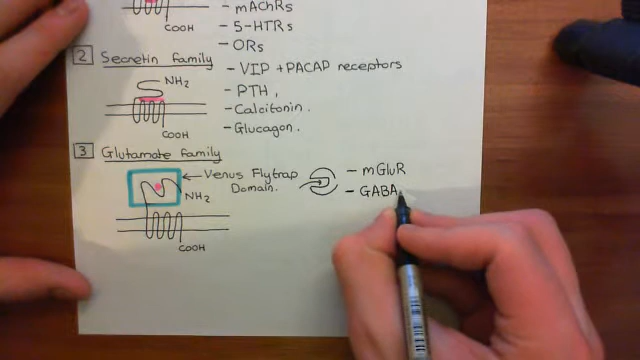 - mAChRs
COOH
- 5-HTRs
- ORs
2 Secretin family
- VIP + PACAP receptors
NH2
- PTH,
- Calcitonin.
COOH
- Glucagon.
3 Glutamate family
← Venus Flytrap Domain.
NH2
- mGluR
- GABA
COOH